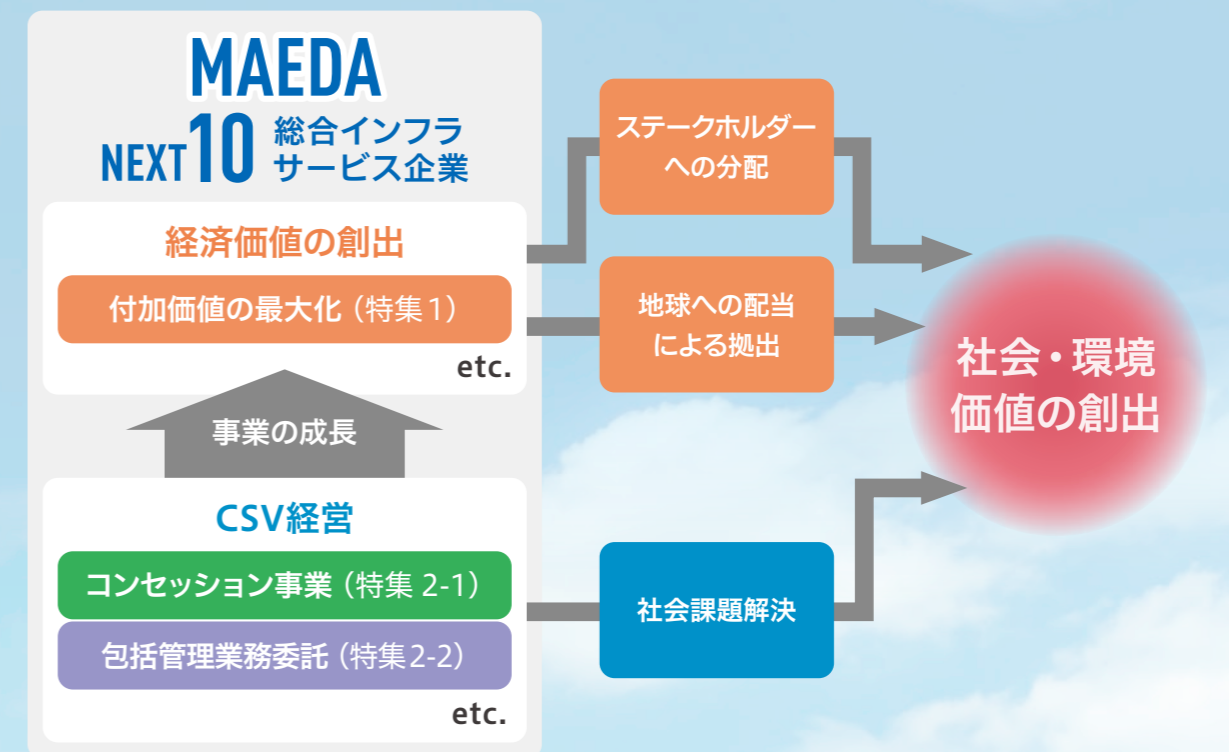 MAEDA
NEXT10 総合インフラ
サービス企業
経済価値の創出
付加価値の最大化（特集1）
etc.
事業の成長
CSV経営
コンセッション事業（特集 2-1）
包括管理業務委託（特集2-2）
etc.
ステークホルダー
への分配
地球への配当
による拠出
社会課題解決
社会・環境
価値の創出